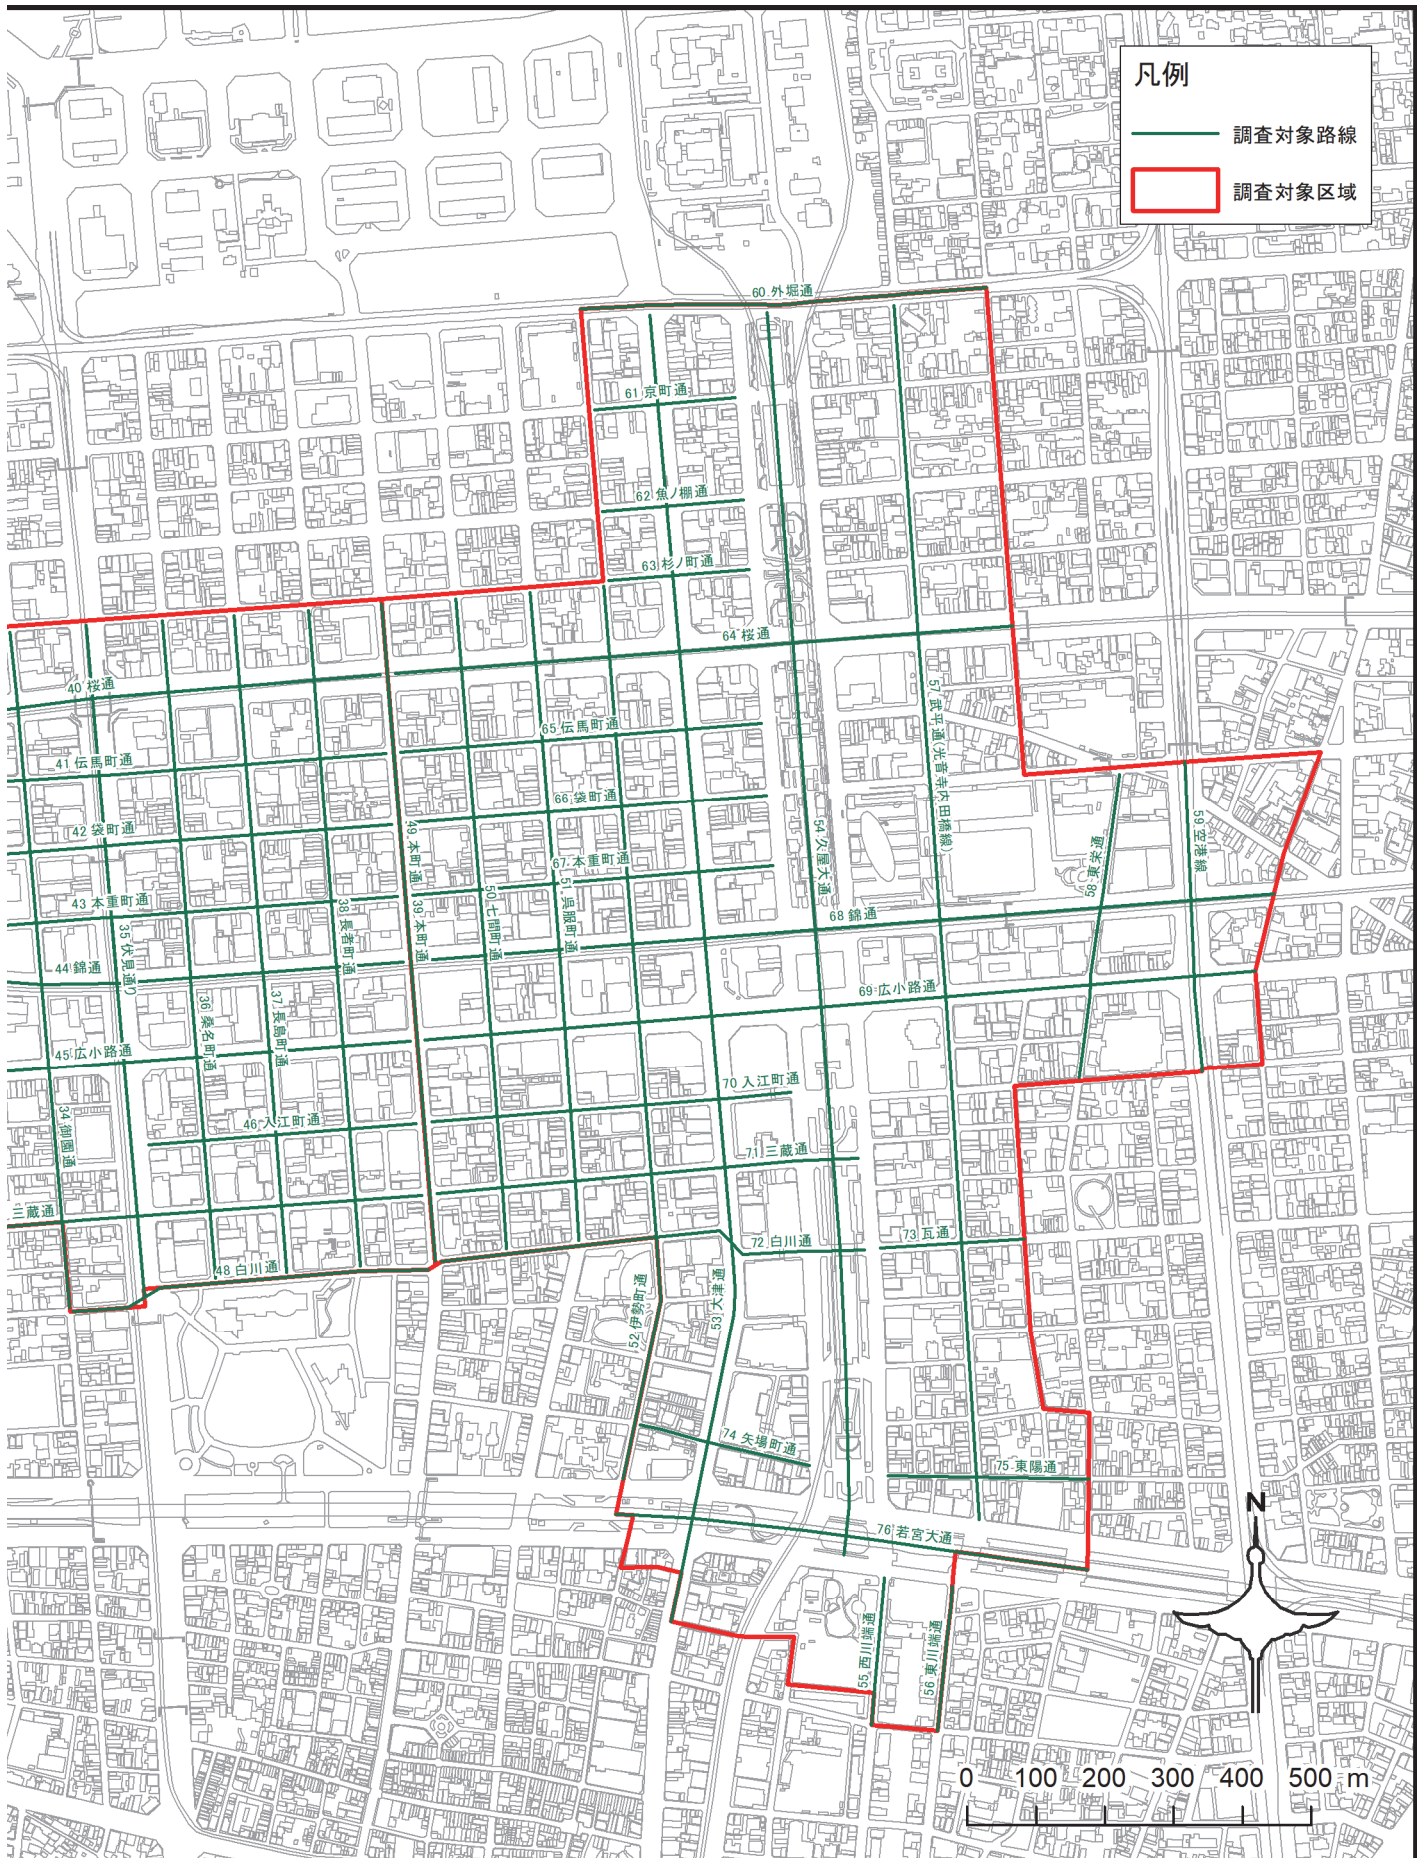 凡例
調査対象路線
調査対象区域
60 外堀通
61 京町通
62 魚ノ棚通
63 杉ノ町通
64 桜通
40 桜通
65 伝馬町通
41 伝馬町通
66 袋町通
42 袋町通
67 本重町通
43 本重町通
68 錦通
44 錦通
69 広小路通
45 広小路通
70 入江町通
46 入江町通
71 三蔵通
三蔵通
72 白川通
73 瓦通
48 白川通
74 矢場町通
75 東陽通
76 若宮大通
34 御園通
35 伏見通り
36 桑名町通
37 長島町通
38 長者町通
39 本町通
49 本町通
50 七間町通
51 呉服町通
52 伊勢町通
53 大津通
54 久屋大通
55 西川端通
56 東川端通
57 武平通(光音寺内田橋線)
58 東栄通
59 空港線
N
0 100 200 300 400 500 m